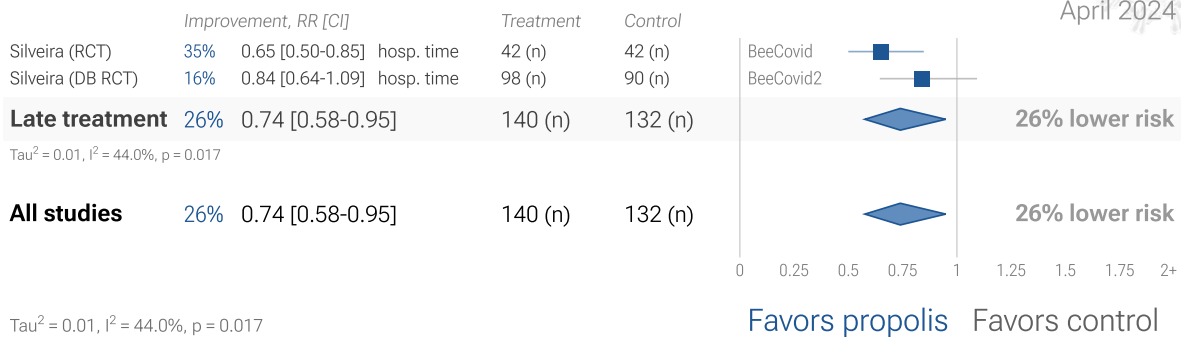 April 2024
Improvement, RR [CI] Treatment Control
Silveira (RCT) 35% 0.65 [0.50-0.85] hosp. time 42 (n) 42 (n) BeeCovid
Silveira (DB RCT) 16% 0.84 [0.64-1.09] hosp. time 98 (n) 90 (n) BeeCovid2
Late treatment 26% 0.74 [0.58-0.95] 140 (n) 132 (n) 26% lower risk
Tau² = 0.01, I² = 44.0%, p = 0.017
All studies 26% 0.74 [0.58-0.95] 140 (n) 132 (n) 26% lower risk
0 0.25 0.5 0.75 1 1.25 1.5 1.75 2+
Tau² = 0.01, I² = 44.0%, p = 0.017 Favors propolis Favors control